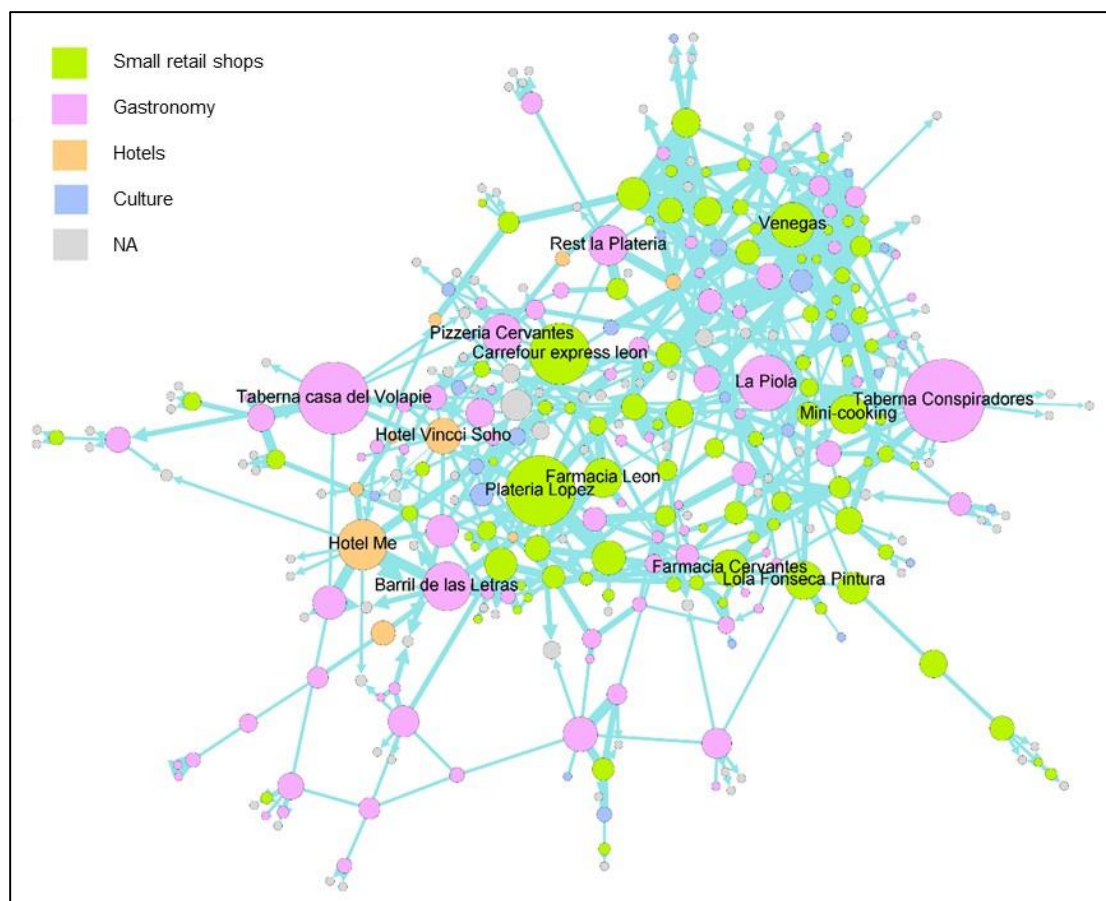 Small retail shops
Gastronomy
Hotels
Culture
NA
Venegas
Rest la Plateria
Pizzeria Cervantes
Carrefour express leon
La Piola
Taberna casa del Volapie
Taberna Conspiradores
Mini-cooking
Hotel Vincci Soho
Farmacia Leon
Plateria Lopez
Hotel Me
Farmacia Cervantes
Lola Fonseca Pintura
Barril de las Letras